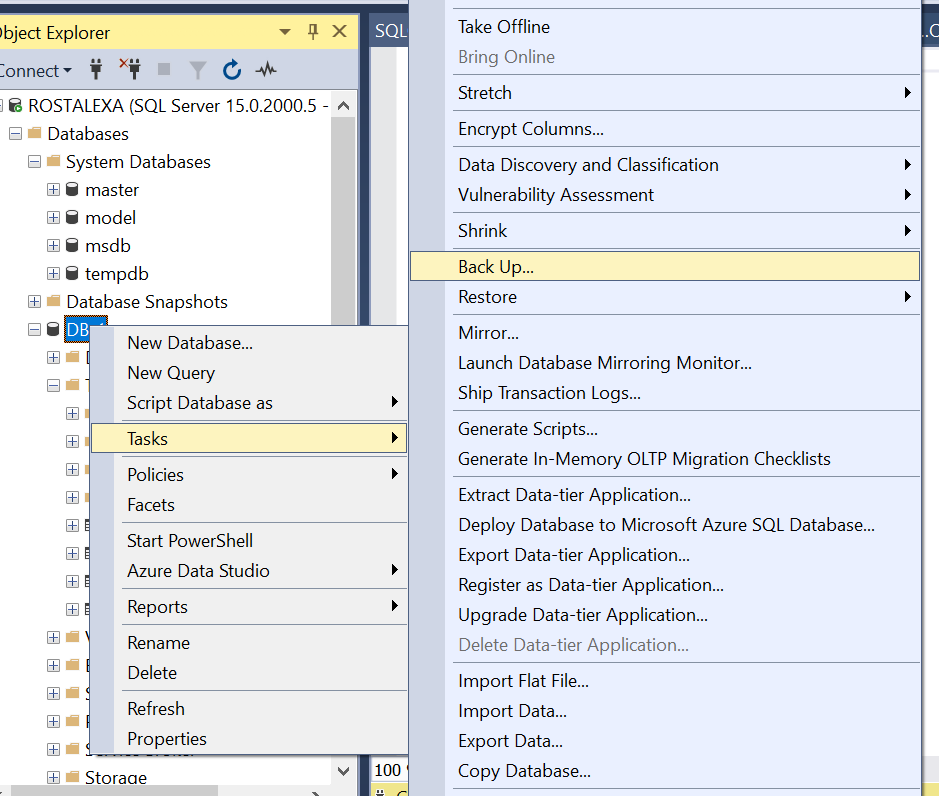 Object Explorer
Connect
ROSTALEXA (SQL Server 15.0.2000.5 -
Databases
System Databases
master
model
msdb
tempdb
Database Snapshots
DB
Storage
New Database...
New Query
Script Database as
Tasks
Policies
Facets
Start PowerShell
Azure Data Studio
Reports
Rename
Delete
Refresh
Properties
SQL
100
Take Offline
Bring Online
Stretch
Encrypt Columns...
Data Discovery and Classification
Vulnerability Assessment
Shrink
Back Up...
Restore
Mirror...
Launch Database Mirroring Monitor...
Ship Transaction Logs...
Generate Scripts...
Generate In-Memory OLTP Migration Checklists
Extract Data-tier Application...
Deploy Database to Microsoft Azure SQL Database...
Export Data-tier Application...
Register as Data-tier Application...
Upgrade Data-tier Application...
Delete Data-tier Application...
Import Flat File...
Import Data...
Export Data...
Copy Database...